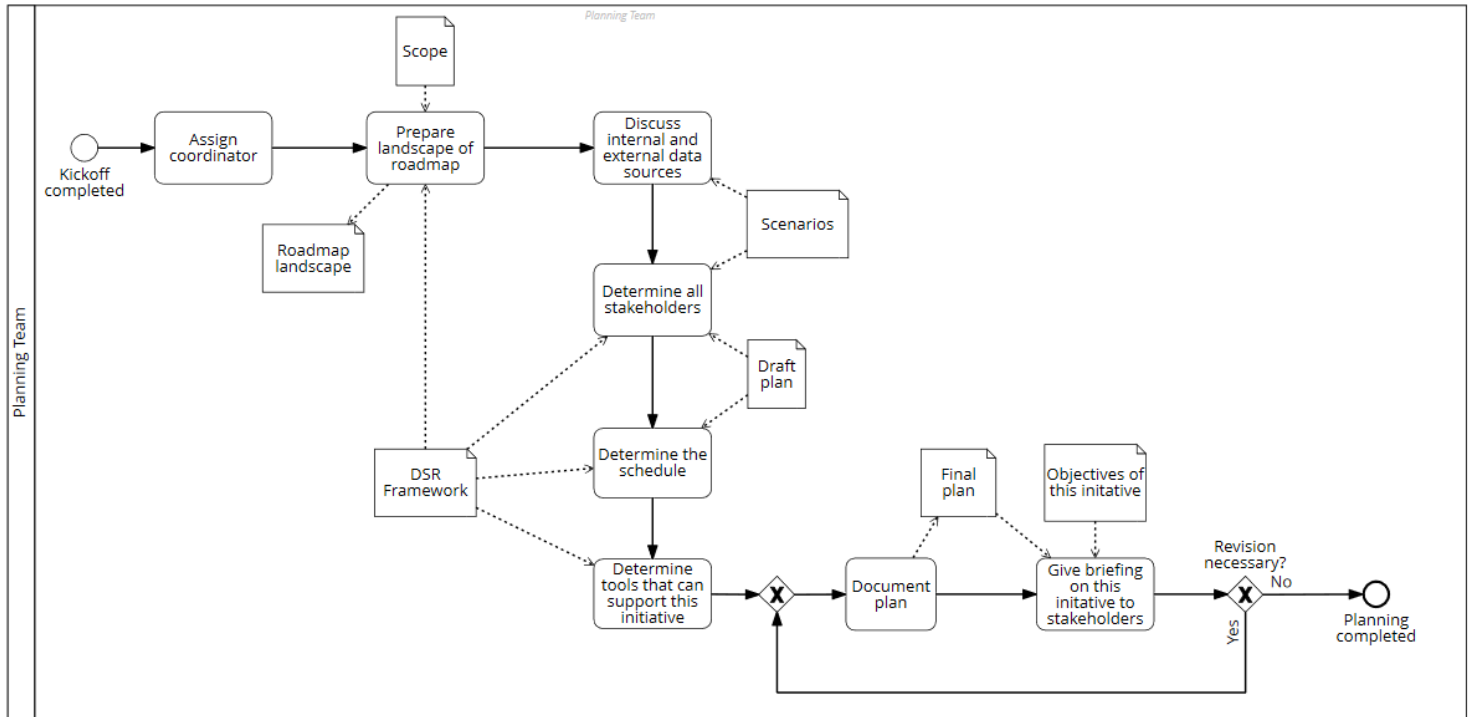 Planning Team
Planning Team
Scope
Kickoff
completed
Assign
coordinator
Prepare
landscape of
roadmap
Discuss
internal and
external data
sources
Roadmap
landscape
Scenarios
Determine all
stakeholders
Draft
plan
DSR
Framework
Determine the
schedule
Final
plan
Objectives of
this initative
Determine
tools that can
support this
initiative
Document
plan
Give briefing
on this
initative to
stakeholders
Revision
necessary?
No
Yes
Planning
completed